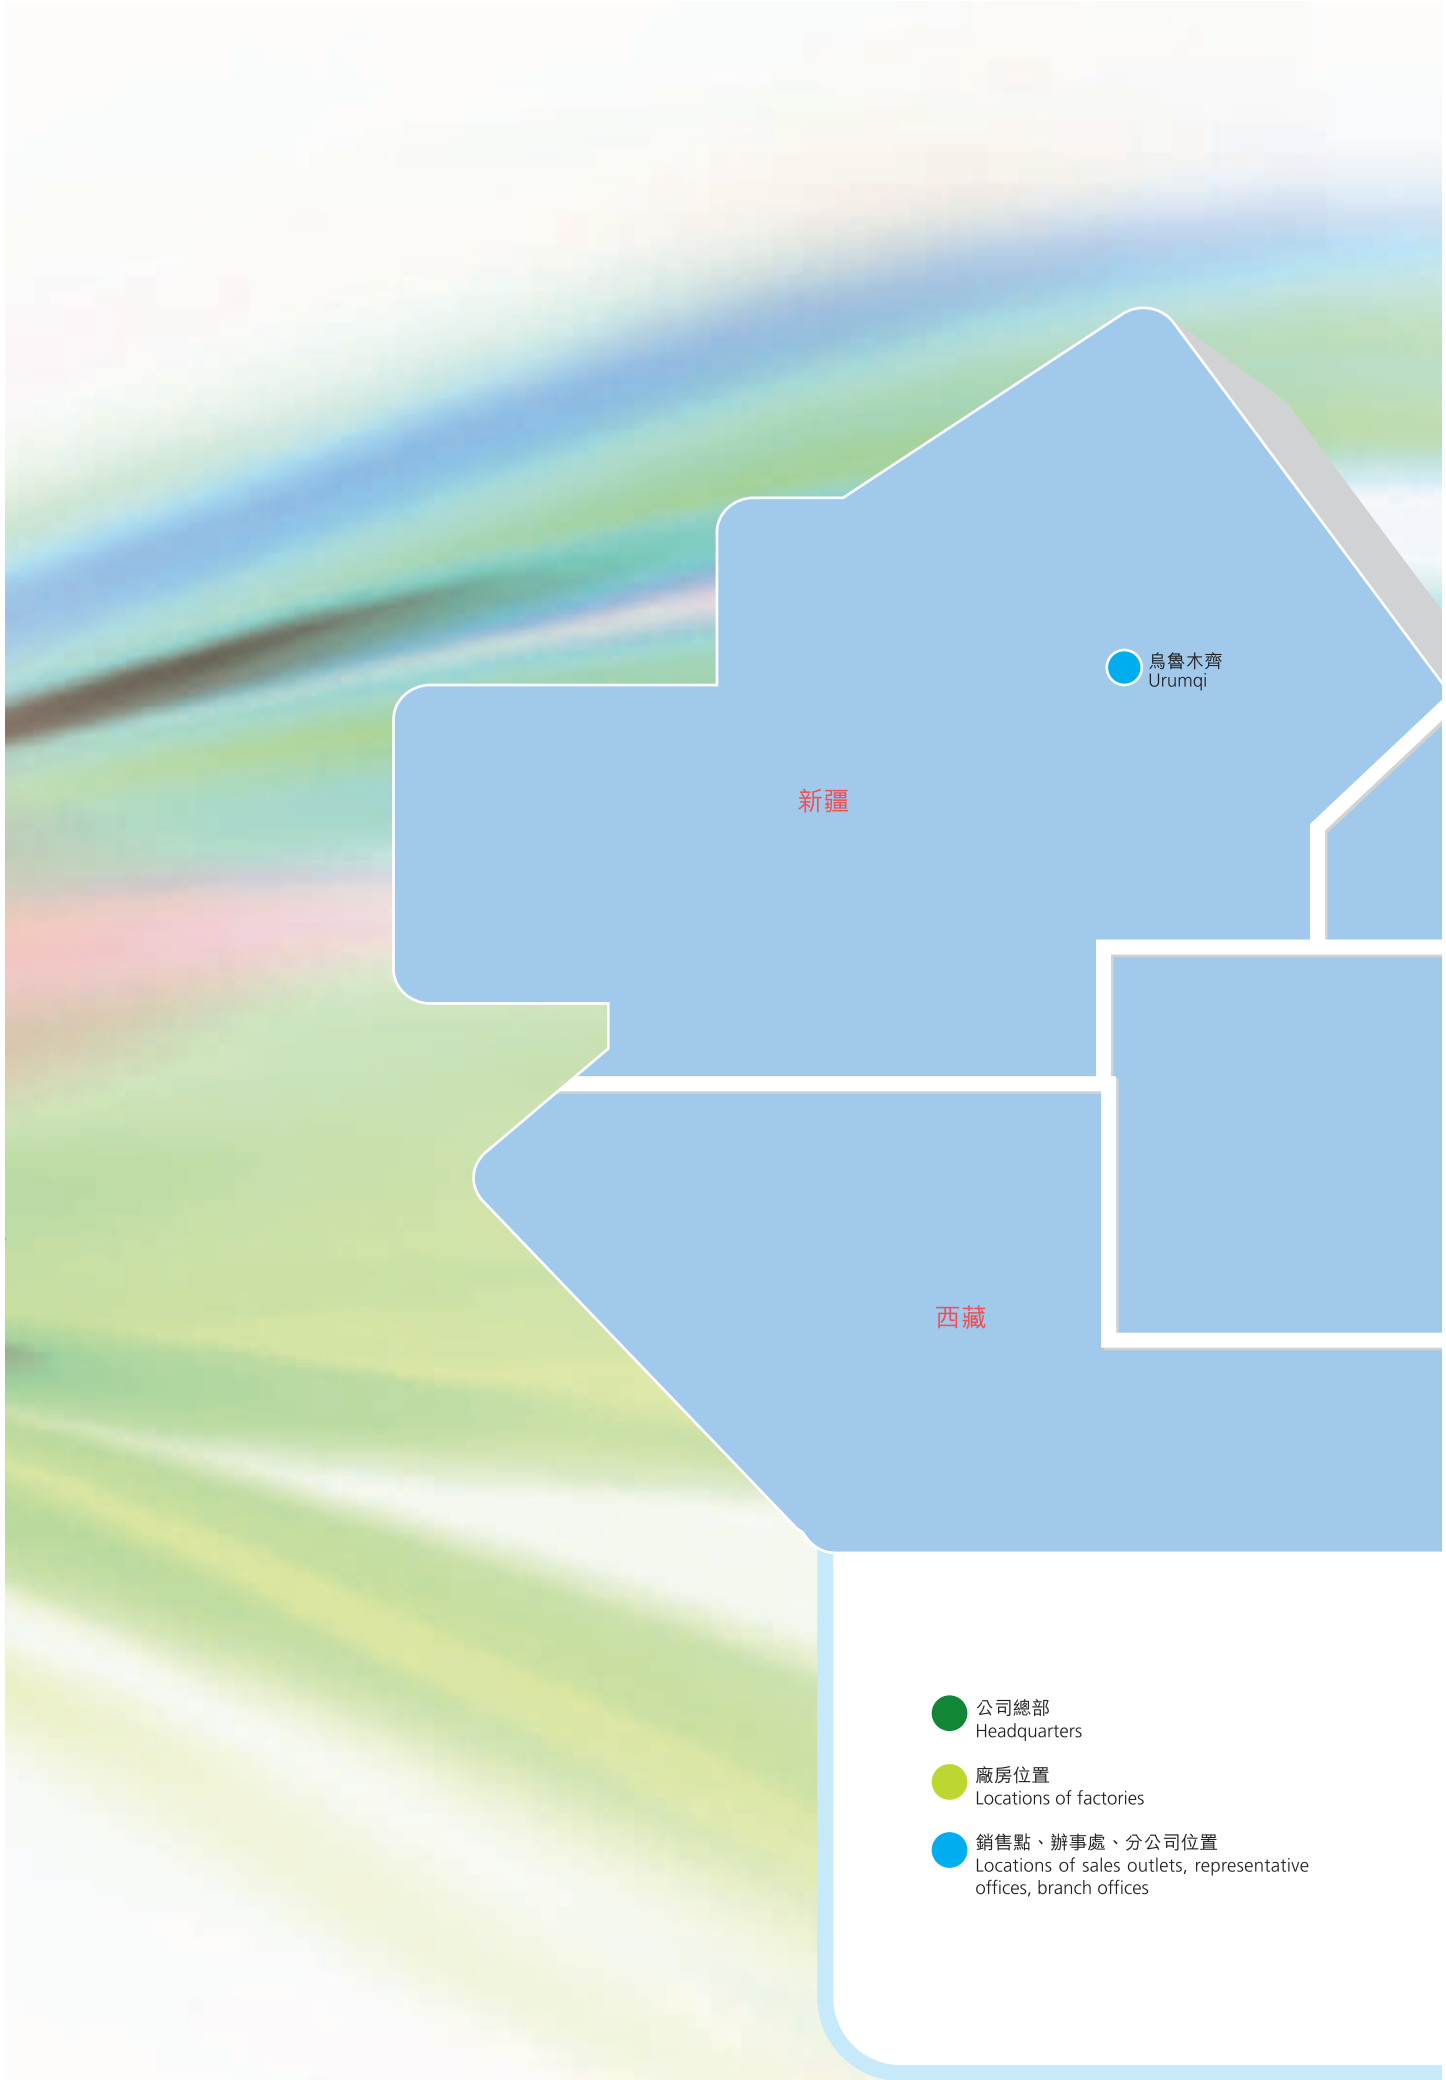 烏魯木齊
Urumqi
新疆
西藏
公司總部
Headquarters
廠房位置
Locations of factories
銷售點、辦事處、分公司位置
Locations of sales outlets, representative
offices, branch offices